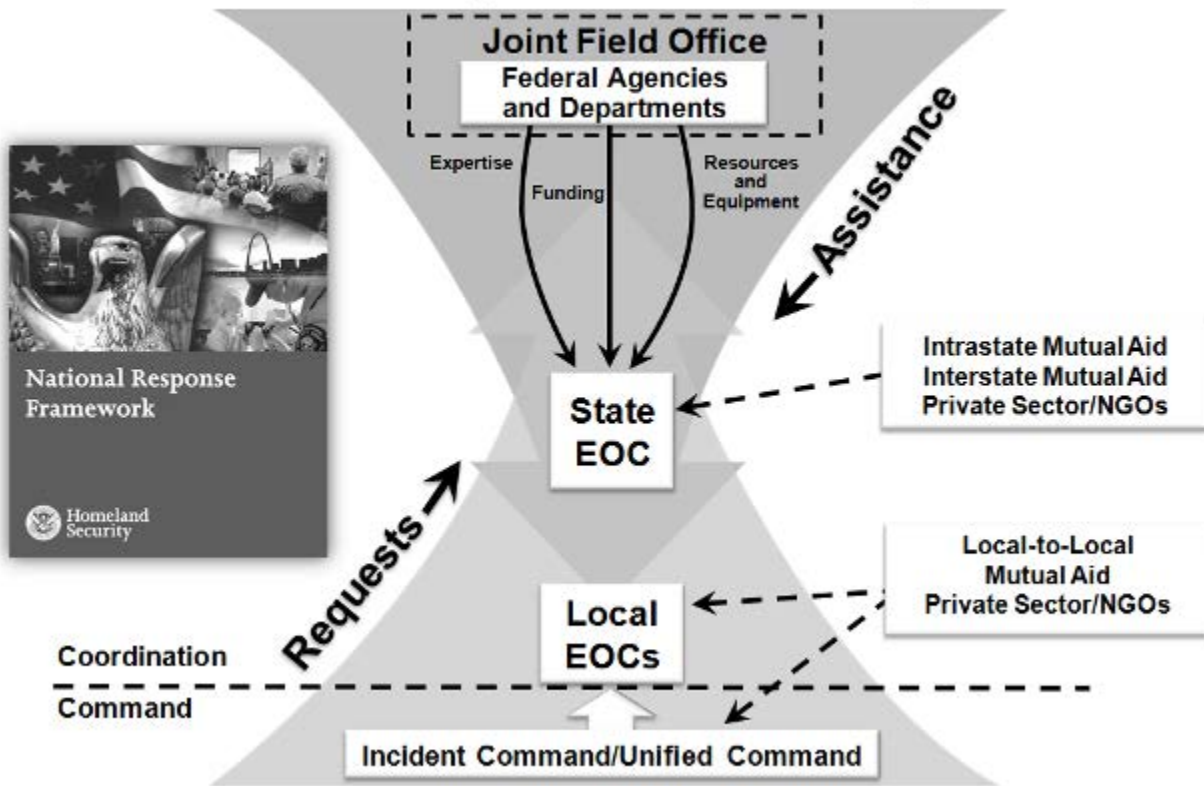 Joint Field Office
Federal Agencies
and Departments
Expertise
Funding
Resources
and
Equipment
Assistance
National Response
Framework
Homeland
Security
State
EOC
Intrastate Mutual Aid
Interstate Mutual Aid
Private Sector/NGOs
Requests
Local
EOCs
Local-to-Local
Mutual Aid
Private Sector/NGOs
Coordination
Command
Incident Command/Unified Command